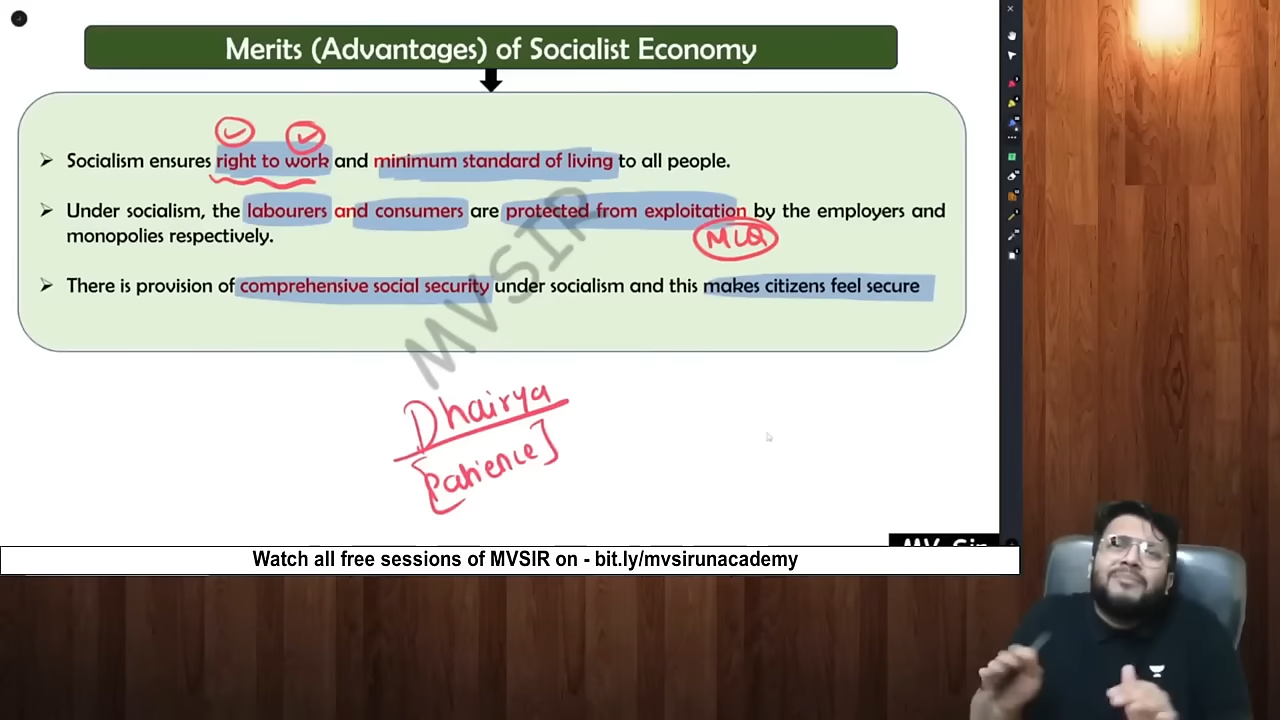 Merits (Advantages) of Socialist Economy
➢ Socialism ensures right to work and minimum standard of living to all people.
➢ Under socialism, the labourers and consumers are protected from exploitation by the employers and
monopolies respectively.
MCQ
➢ There is provision of comprehensive social security under socialism and this makes citizens feel secure
MVSIR
Dhairya
[Patience]
Watch all free sessions of MVSIR on - bit.ly/mvsirunacademy